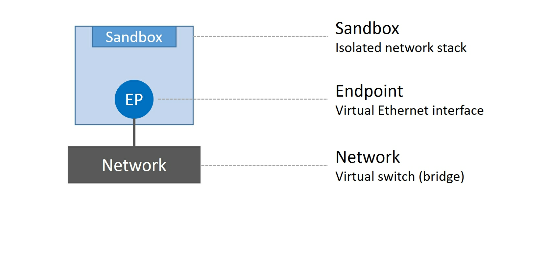 Sandbox
Sandbox
Isolated network stack
EP
Endpoint
Virtual Ethernet interface
Network
Network
Virtual switch (bridge)